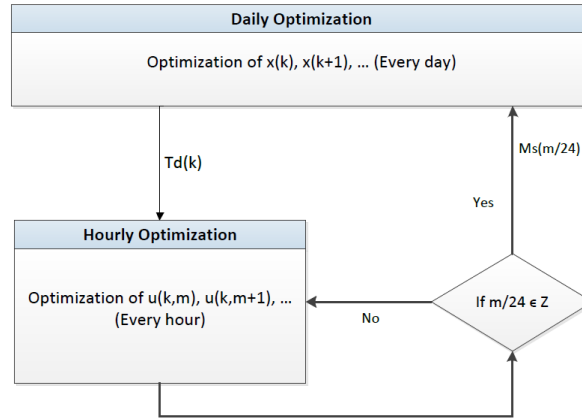 Daily Optimization
Optimization of x(k), x(k+1), ... (Every day)
Td(k)
Ms(m/24)
Yes
Hourly Optimization
Optimization of u(k,m), u(k,m+1), ...
(Every hour)
No
If m/24 ϵ Z